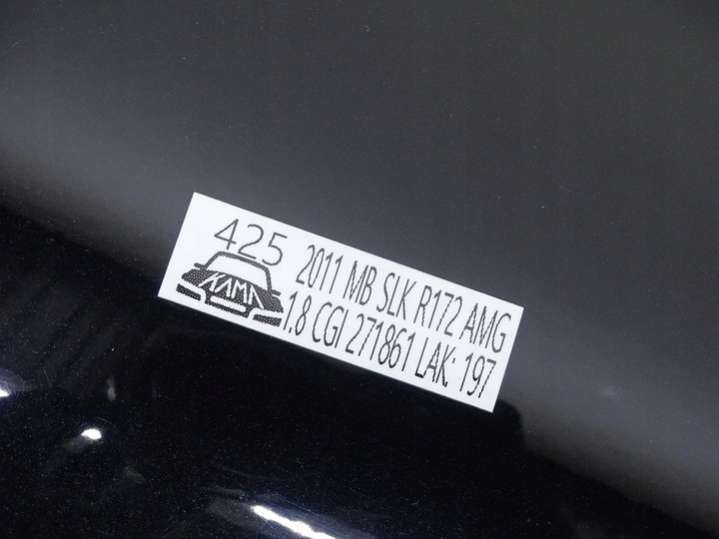 425
KAMA
2011 MB SLK R172 AMG
1.8 CGI 271861 LAK: 197